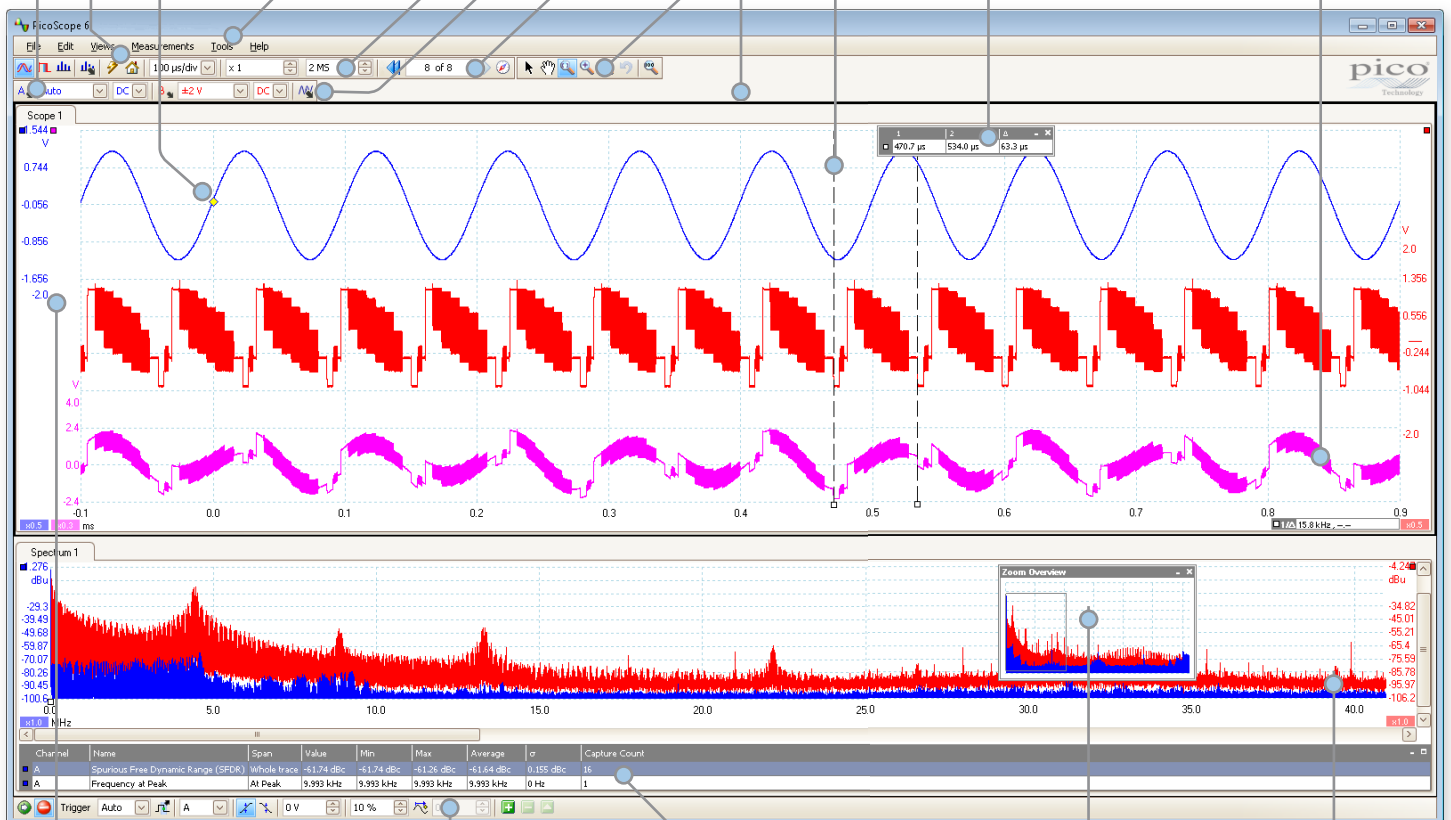 PicoScope 6
File Edit Views Measurements Tools Help
100 µs/div x 1 2 MS 8 of 8
pico
Technology
A Auto DC B ±2 V DC
Scope 1
1.544
V
0.744
-0.056
-0.856
-1.656
-2.0
1 2 Δ
470.7 µs 534.0 µs 63.3 µs
V
2.0
1.356
0.556
-0.244
-1.044
-2.0
V
4.0
2.4
0.0
-2.4
-0.1 0.0 0.1 0.2 0.3 0.4 0.5 0.6 0.7 0.8 0.9
x0.5 x0.3 ms
1/Δ 15.8 kHz , —.— x0.5
Spectrum 1
dBu
-29.3
-39.49
-49.68
-59.87
-70.07
-80.26
-90.45
-100.6
Zoom Overview
dBu
-34.82
-45.01
-55.21
-65.4
-75.59
-85.78
-95.97
-106.2
0.0 5.0 10.0 15.0 20.0 25.0 30.0 35.0 40.0
x1.0 MHz x1.0
Channel Name Span Value Min Max Average σ Capture Count
A Spurious Free Dynamic Range (SFDR) Whole trace -61.74 dBc -61.74 dBc -61.26 dBc -61.64 dBc 0.155 dBc 16
A Frequency at Peak At Peak 9.993 kHz 9.993 kHz 9.993 kHz 9.993 kHz 0 Hz 1
Trigger Auto A 0 V 10 %